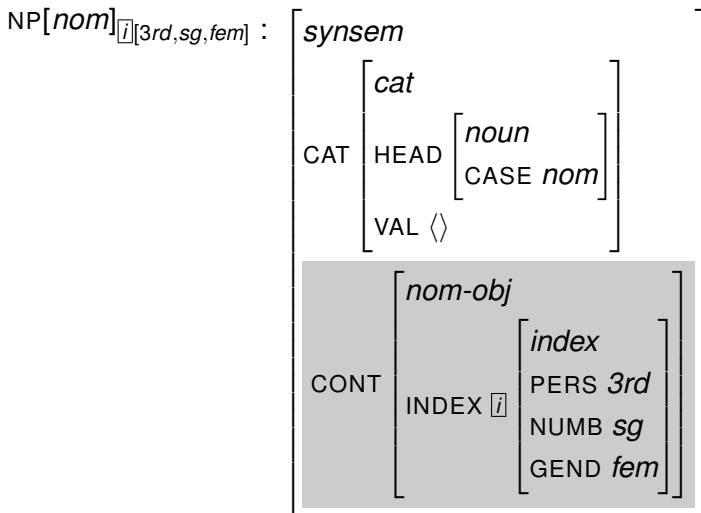 NP[nom]i[3rd,sg,fem] :
synsem
cat
CAT HEAD noun
CASE nom
VAL ⟨⟩
nom-obj
CONT INDEX i index
PERS 3rd
NUMB sg
GEND fem